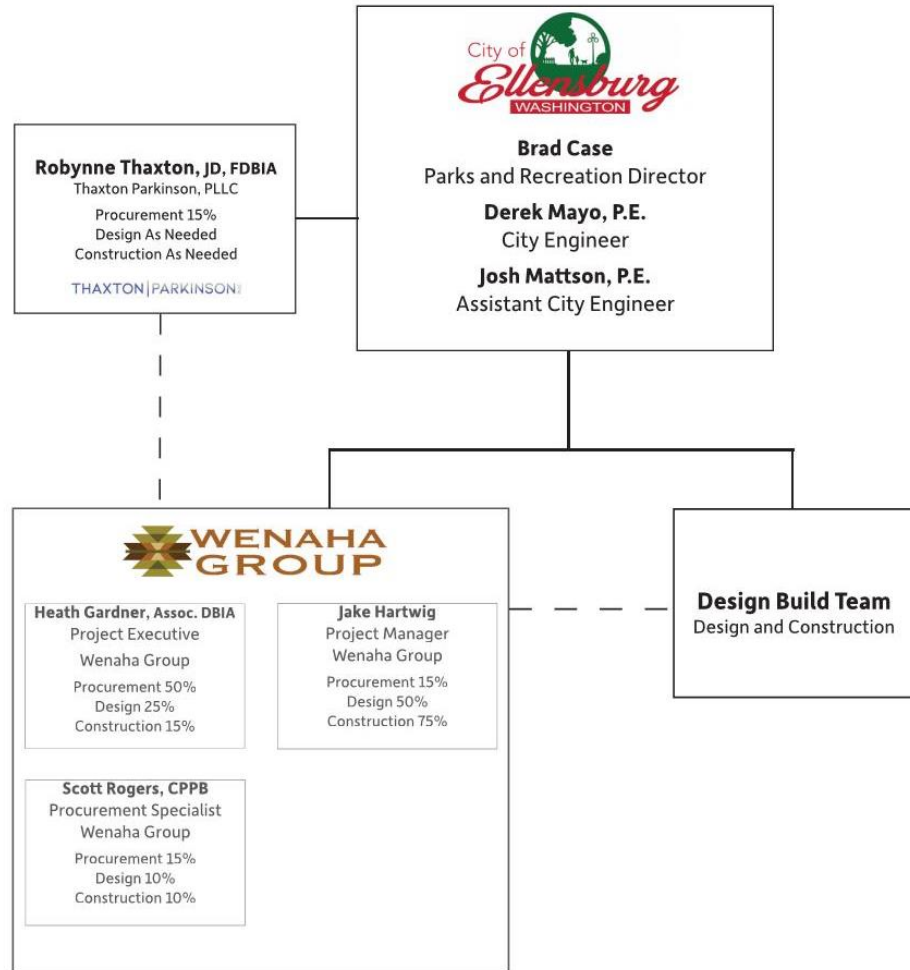 City of
Ellensburg
WASHINGTON
Brad Case
Parks and Recreation Director
Derek Mayo, P.E.
City Engineer
Josh Mattson, P.E.
Assistant City Engineer
Robynne Thaxton, JD, FDBIA
Thaxton Parkinson, PLLC
Procurement 15%
Design As Needed
Construction As Needed
THAXTON|PARKINSON
WENAHA
GROUP
Heath Gardner, Assoc. DBIA
Project Executive
Wenaha Group
Procurement 50%
Design 25%
Construction 15%
Jake Hartwig
Project Manager
Wenaha Group
Procurement 15%
Design 50%
Construction 75%
Scott Rogers, CPPB
Procurement Specialist
Wenaha Group
Procurement 15%
Design 10%
Construction 10%
Design Build Team
Design and Construction